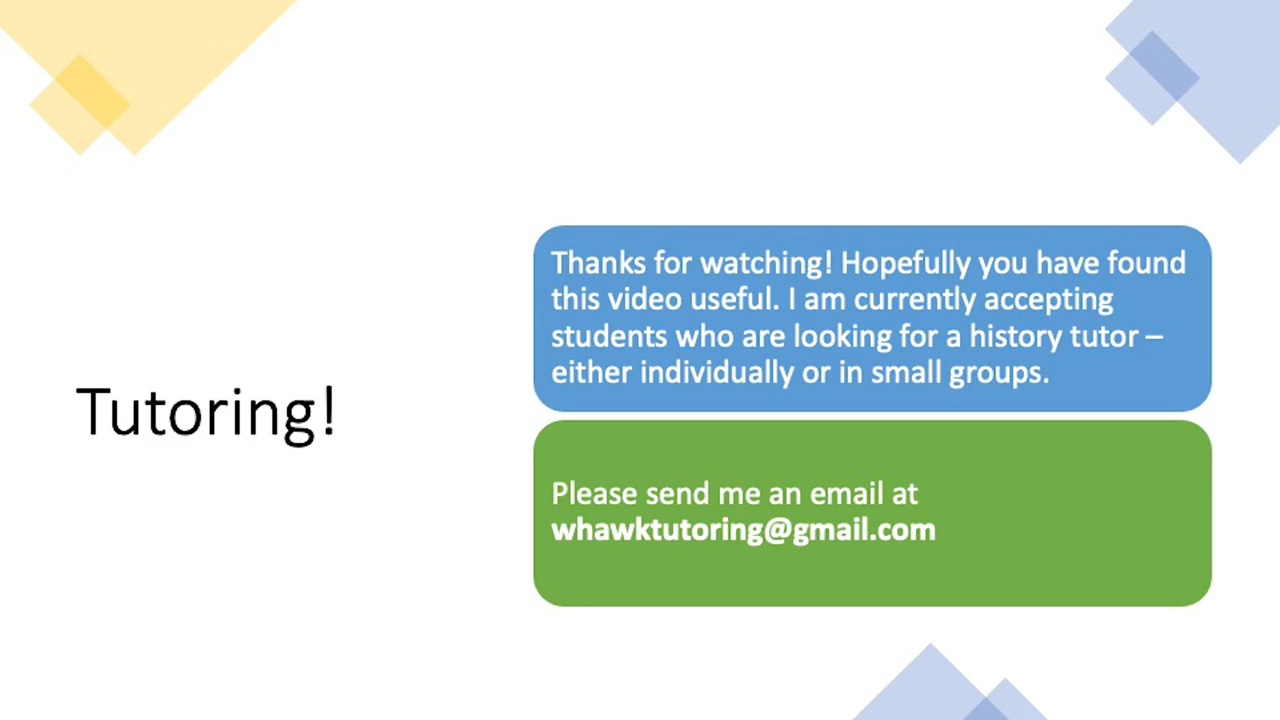 Tutoring!
Thanks for watching! Hopefully you have found
this video useful. I am currently accepting
students who are looking for a history tutor –
either individually or in small groups.
Please send me an email at
whawktutoring@gmail.com